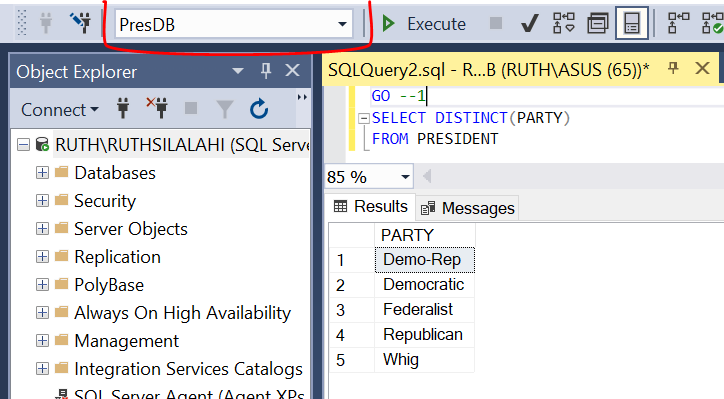 PresDB
Execute
Object Explorer
SQLQuery2.sql - R...B (RUTH\ASUS (65))*
Connect
GO --1
SELECT DISTINCT(PARTY)
FROM PRESIDENT
RUTH\RUTHSILALAHI (SQL Serve
Databases
Security
Server Objects
Replication
PolyBase
Always On High Availability
Management
Integration Services Catalogs
SQL Server Agent (Agent XPs
85 %
Results
Messages
PARTY
1 Demo-Rep
2 Democratic
3 Federalist
4 Republican
5 Whig